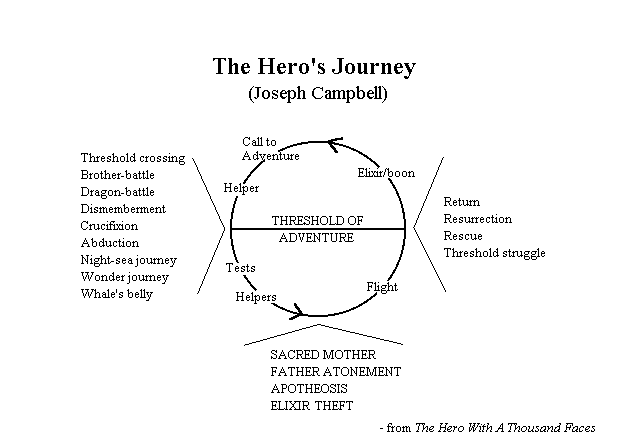 The Hero's Journey
(Joseph Campbell)
Call to
Adventure
Helper
Threshold crossing
Brother-battle
Dragon-battle
Dismemberment
Crucifixion
Abduction
Night-sea journey
Wonder journey
Whale's belly
THRESHOLD OF
ADVENTURE
Tests
Helpers
SACRED MOTHER
FATHER ATONEMENT
APOTHEOSIS
ELIXIR THEFT
Flight
Return
Resurrection
Rescue
Threshold struggle
Elixir/boon
- from The Hero With A Thousand Faces